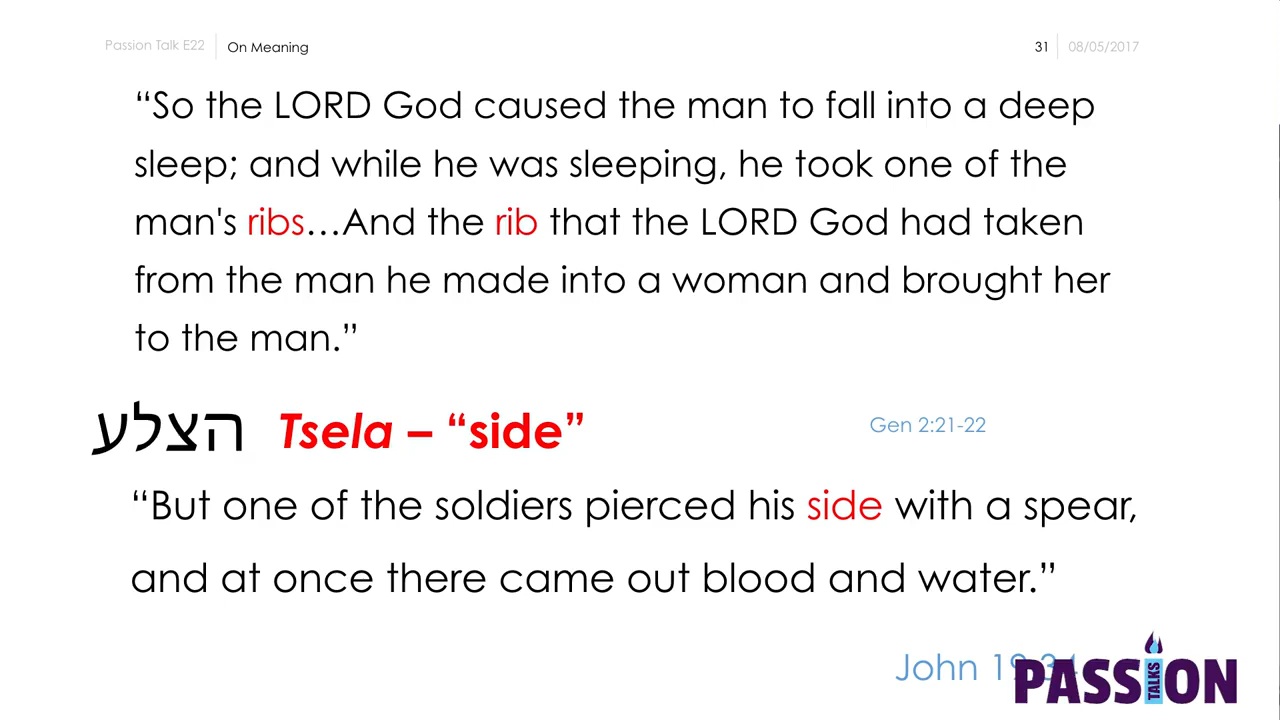 Passion Talk E22 On Meaning 31 08/05/2017
“So the LORD God caused the man to fall into a deep
sleep; and while he was sleeping, he took one of the
man's ribs…And the rib that the LORD God had taken
from the man he made into a woman and brought her
to the man.”
הצלע Tsela – “side” Gen 2:21-22
“But one of the soldiers pierced his side with a spear,
and at once there came out blood and water.”
John 19:34
PASSION
TALKS